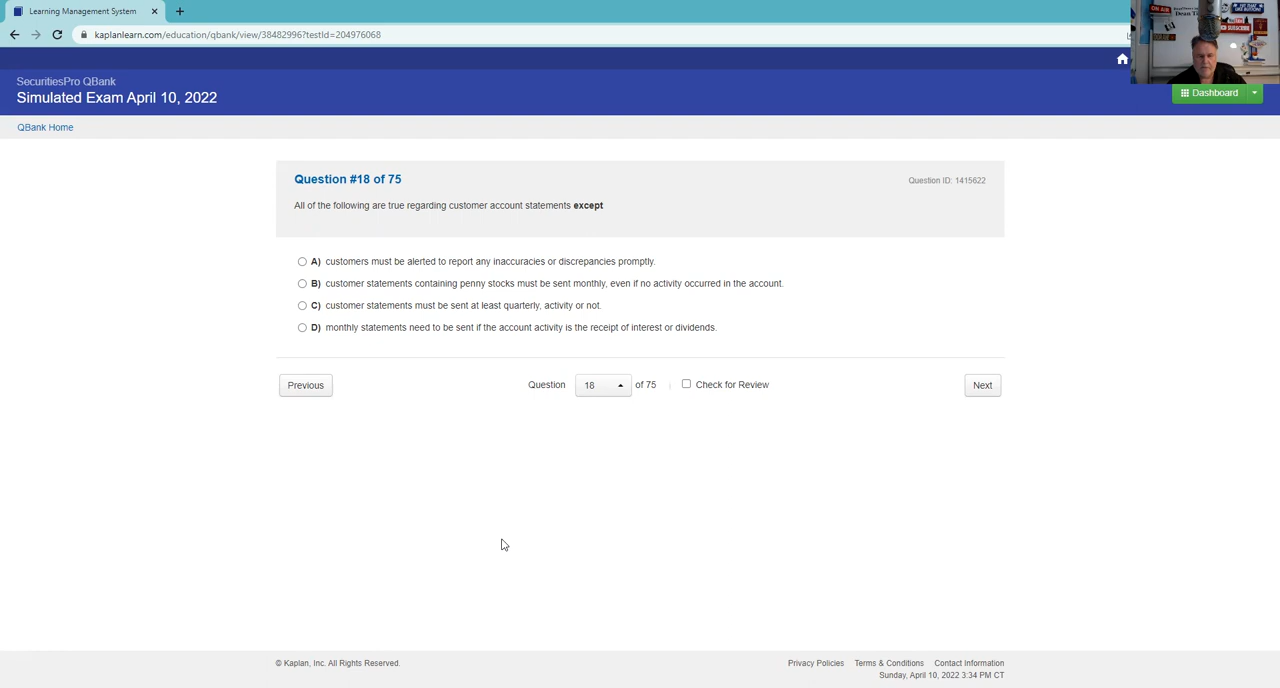 Learning Management System
kaplanlearn.com/education/qbank/view/38482996?testId=204976068
SecuritiesPro QBank
Simulated Exam April 10, 2022
Dashboard
QBank Home
Question #18 of 75
Question ID: 1415622
All of the following are true regarding customer account statements except
A) customers must be alerted to report any inaccuracies or discrepancies promptly.
B) customer statements containing penny stocks must be sent monthly, even if no activity occurred in the account.
C) customer statements must be sent at least quarterly, activity or not.
D) monthly statements need to be sent if the account activity is the receipt of interest or dividends.
Previous
Question 18 of 75
Check for Review
Next
© Kaplan, Inc. All Rights Reserved.
Privacy Policies Terms & Conditions Contact Information
Sunday, April 10, 2022 3:34 PM CT